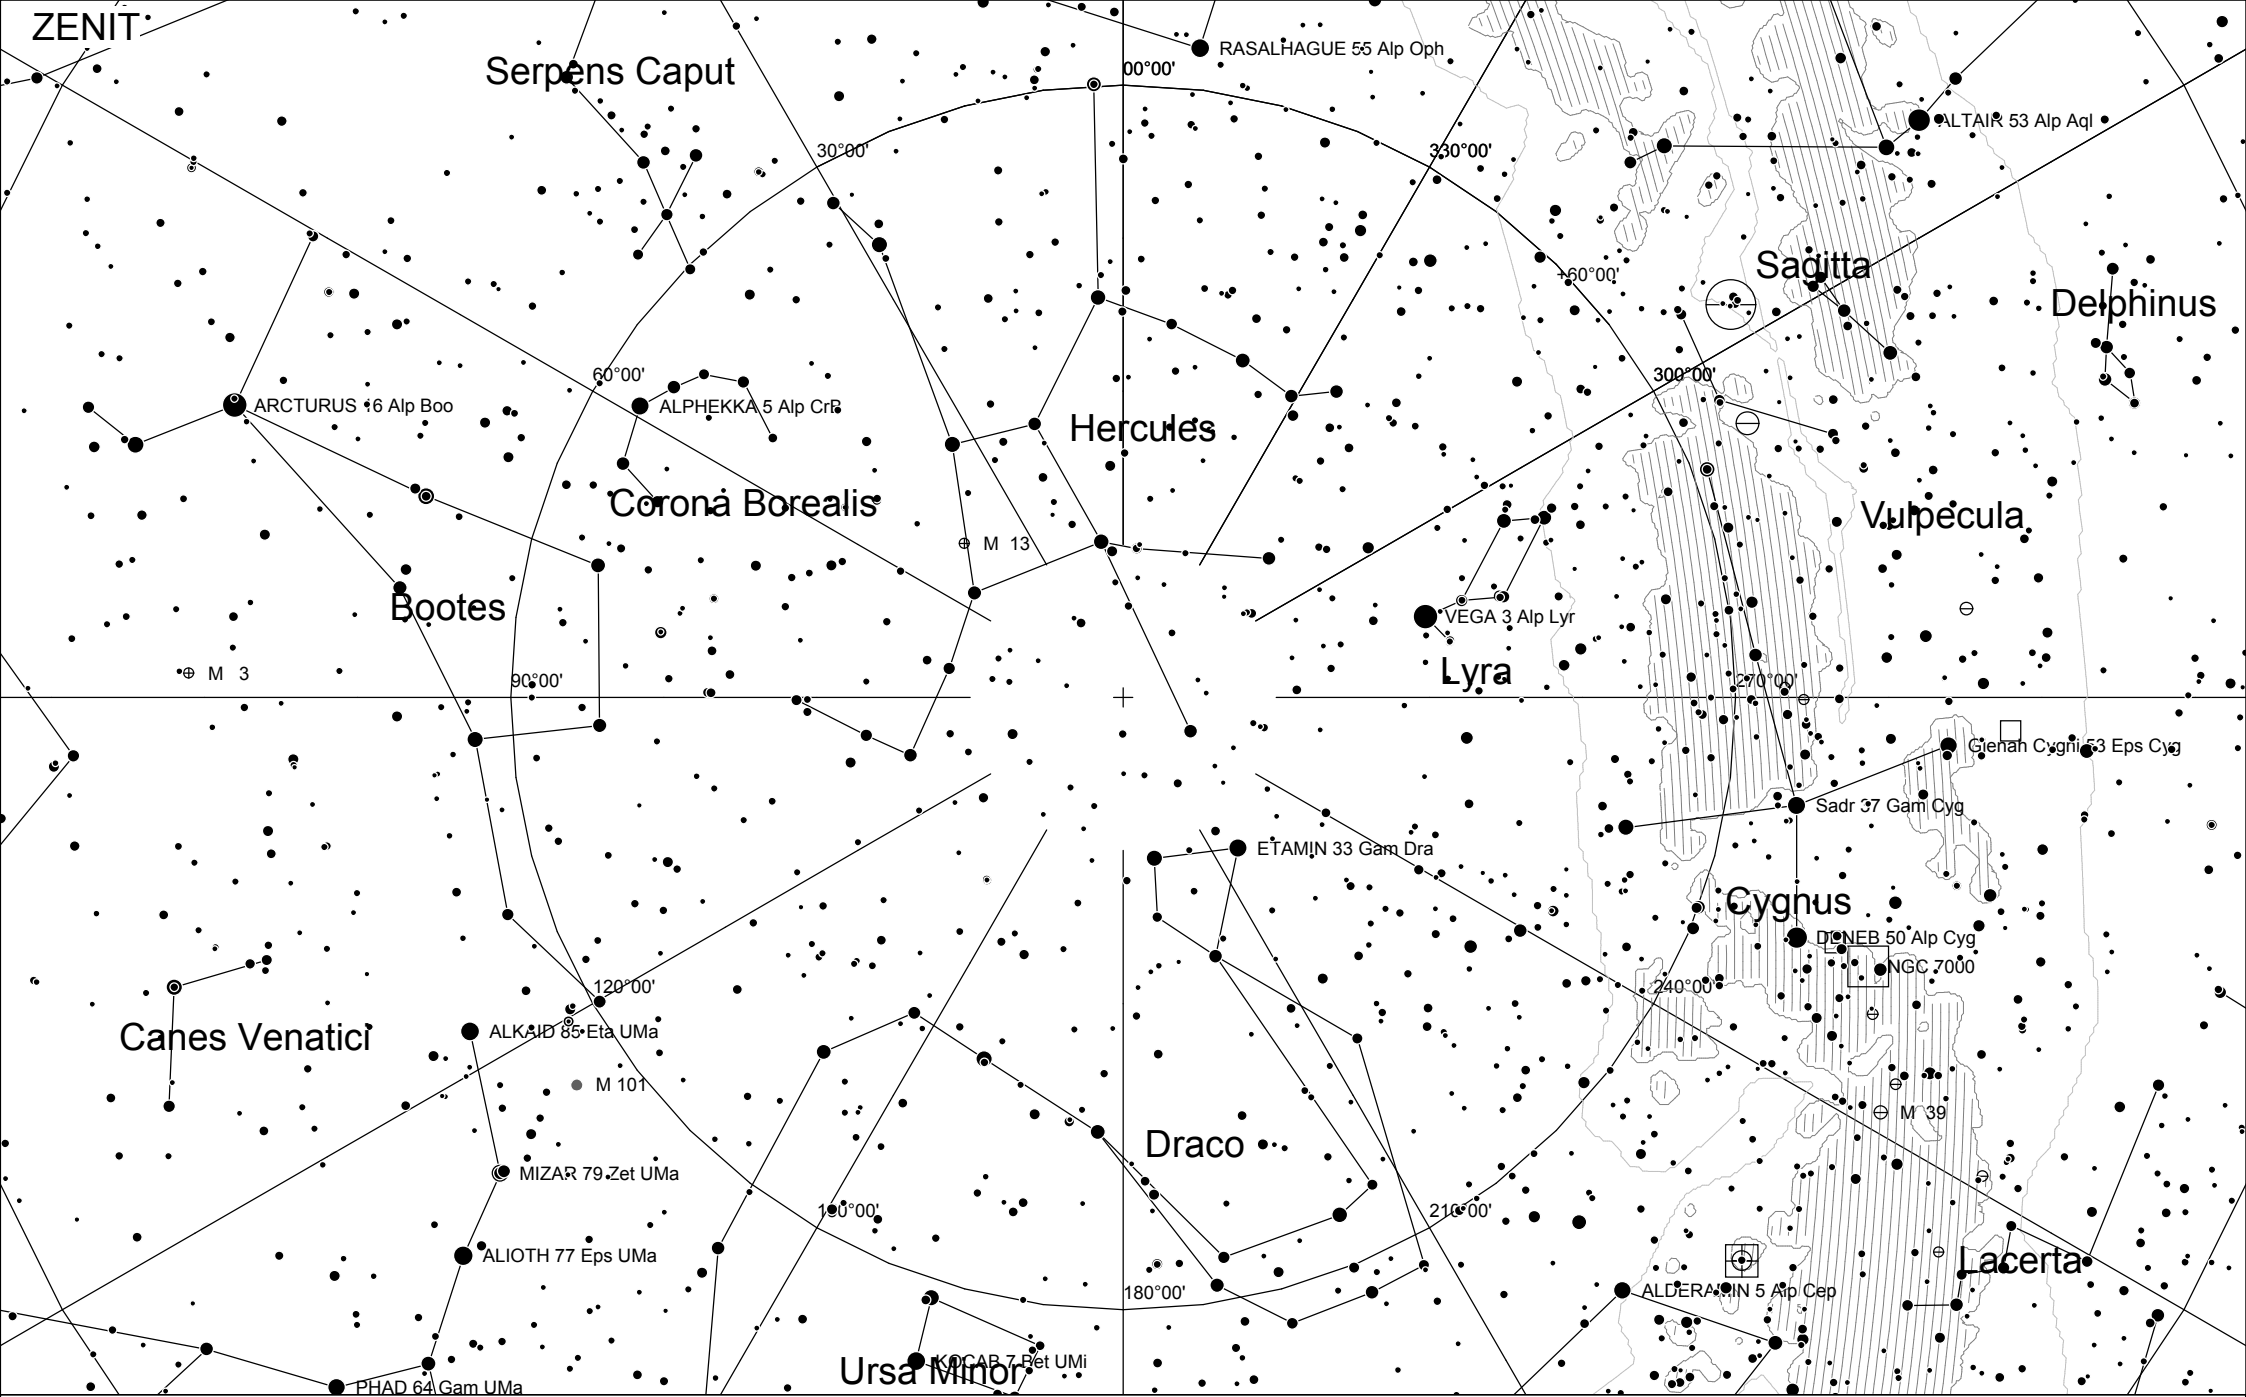 ZENIT
RASALHAGUE 55 Alp Oph
Serpens Caput
00°00'
ALTAIR 53 Alp Aql
30°00'
330°00'
Sagitta
+60°00'
Delphinus
60°00'
300°00'
ARCTURUS 16 Alp Boo
ALPHEKKA 5 Alp CrB
Hercules
Corona Borealis
Vulpecula
M 13
Bootes
VEGA 3 Alp Lyr
M 3
Lyra
90°00'
270°00'
Gienah Cygni 53 Eps Cyg
Sadr 37 Gam Cyg
ETAMIN 33 Gam Dra
Cygnus
DENEB 50 Alp Cyg
NGC 7000
120°00'
240°00'
Canes Venatici
ALKAID 85 Eta UMa
M 101
M 39
Draco
MIZAR 79 Zet UMa
150°00'
210°00'
ALIOTH 77 Eps UMa
Lacerta
180°00'
ALDERAMIN 5 Alp Cep
KOCAB 7 Bet UMi
Ursa Minor
PHAD 64 Gam UMa